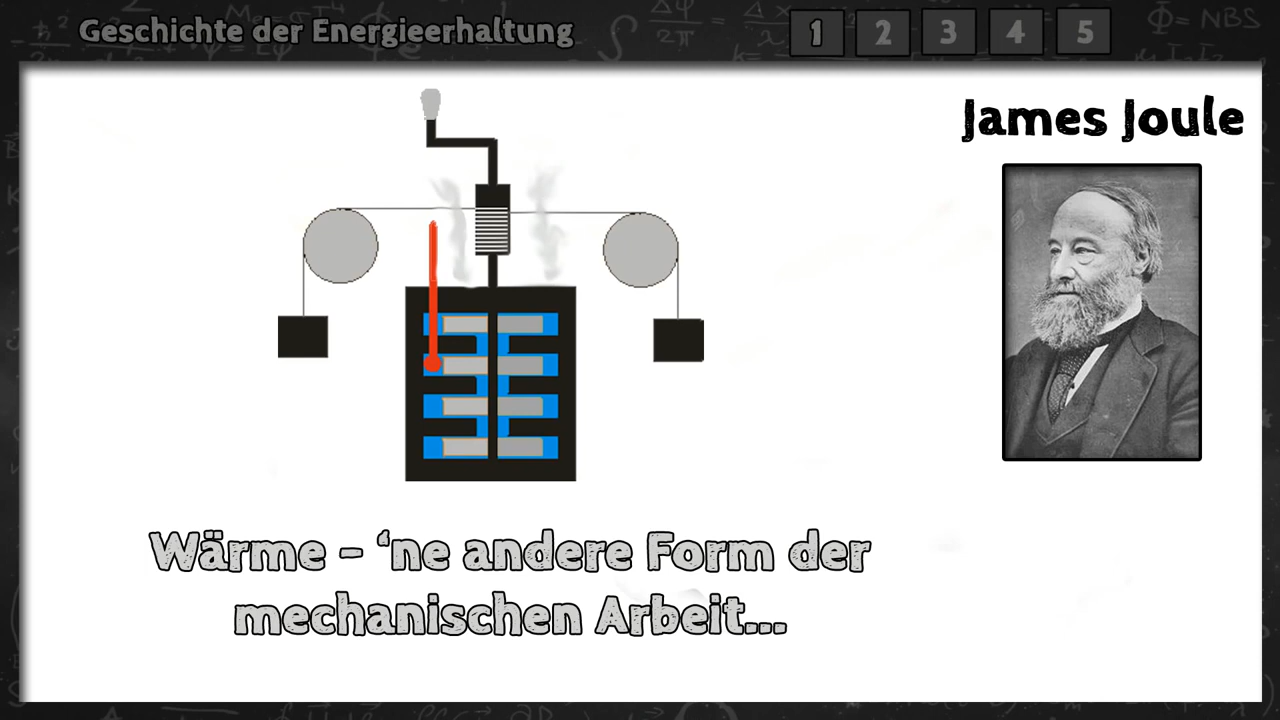 Geschichte der Energieerhaltung
1 2 3 4 5
James Joule
Wärme - ‘ne andere Form der
mechanischen Arbeit...